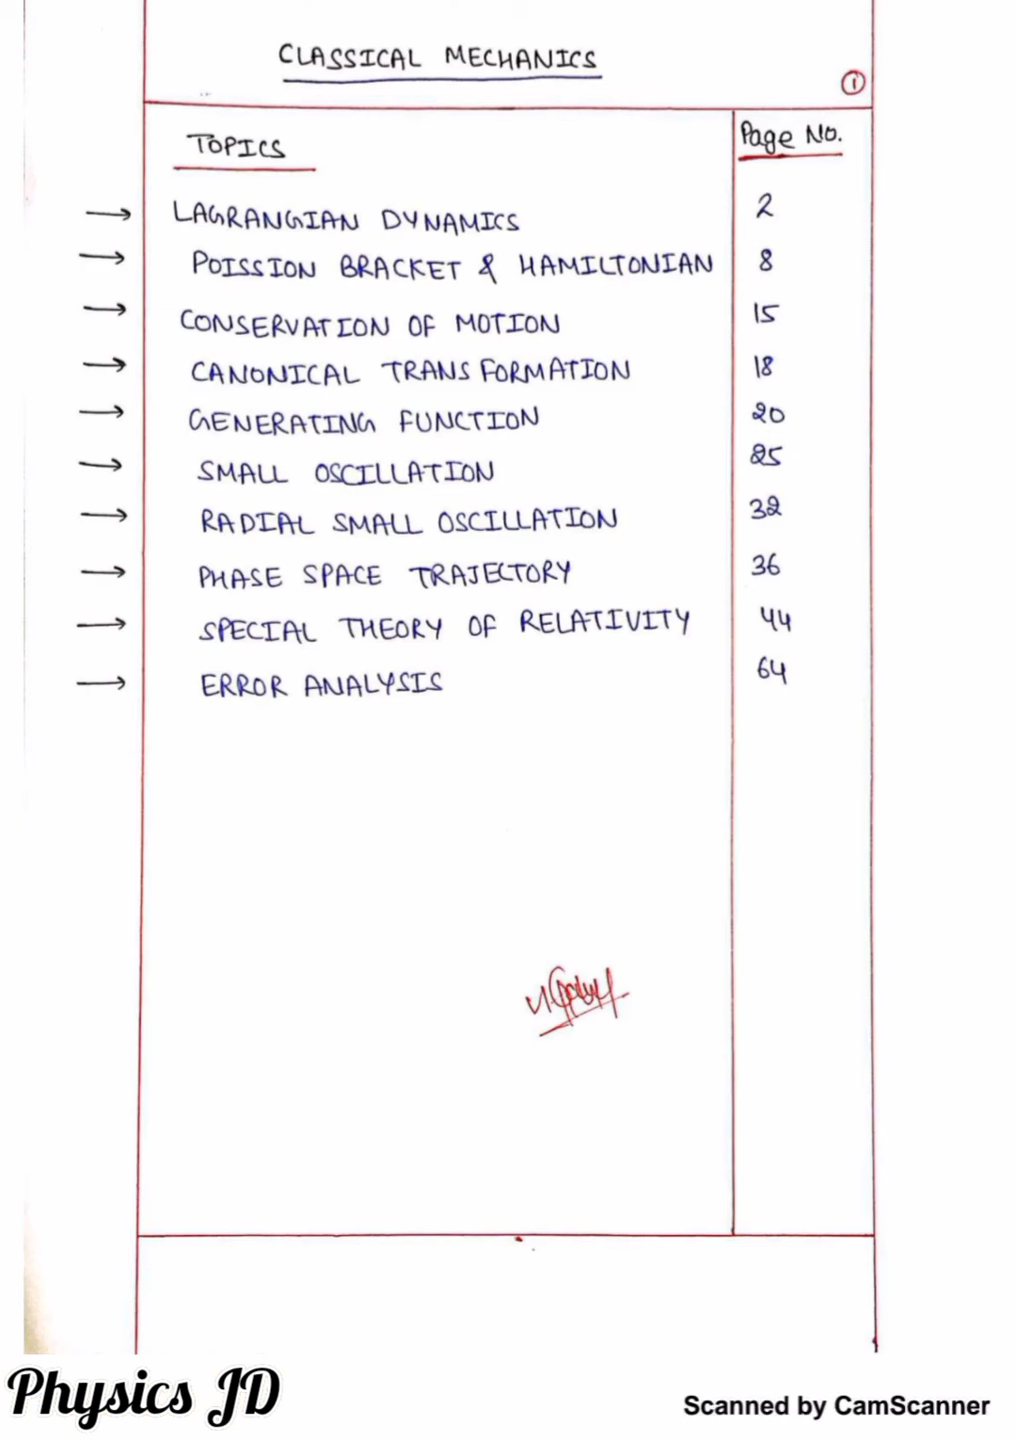 CLASSICAL MECHANICS
1
TOPICS Page No.
→ LAGRANGIAN DYNAMICS 2
→ POISSION BRACKET & HAMILTONIAN 8
→ CONSERVATION OF MOTION 15
→ CANONICAL TRANSFORMATION 18
→ GENERATING FUNCTION 20
→ SMALL OSCILLATION 25
→ RADIAL SMALL OSCILLATION 32
→ PHASE SPACE TRAJECTORY 36
→ SPECIAL THEORY OF RELATIVITY 44
→ ERROR ANALYSIS 64
Physics JD
Scanned by CamScanner